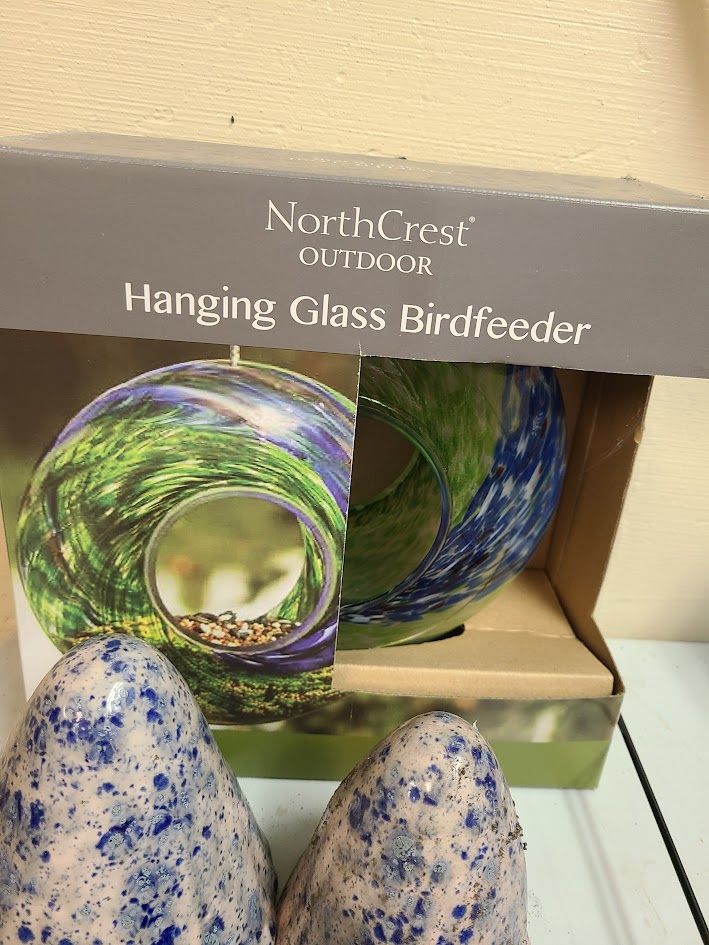 NorthCrest®
OUTDOOR
Hanging Glass Birdfeeder